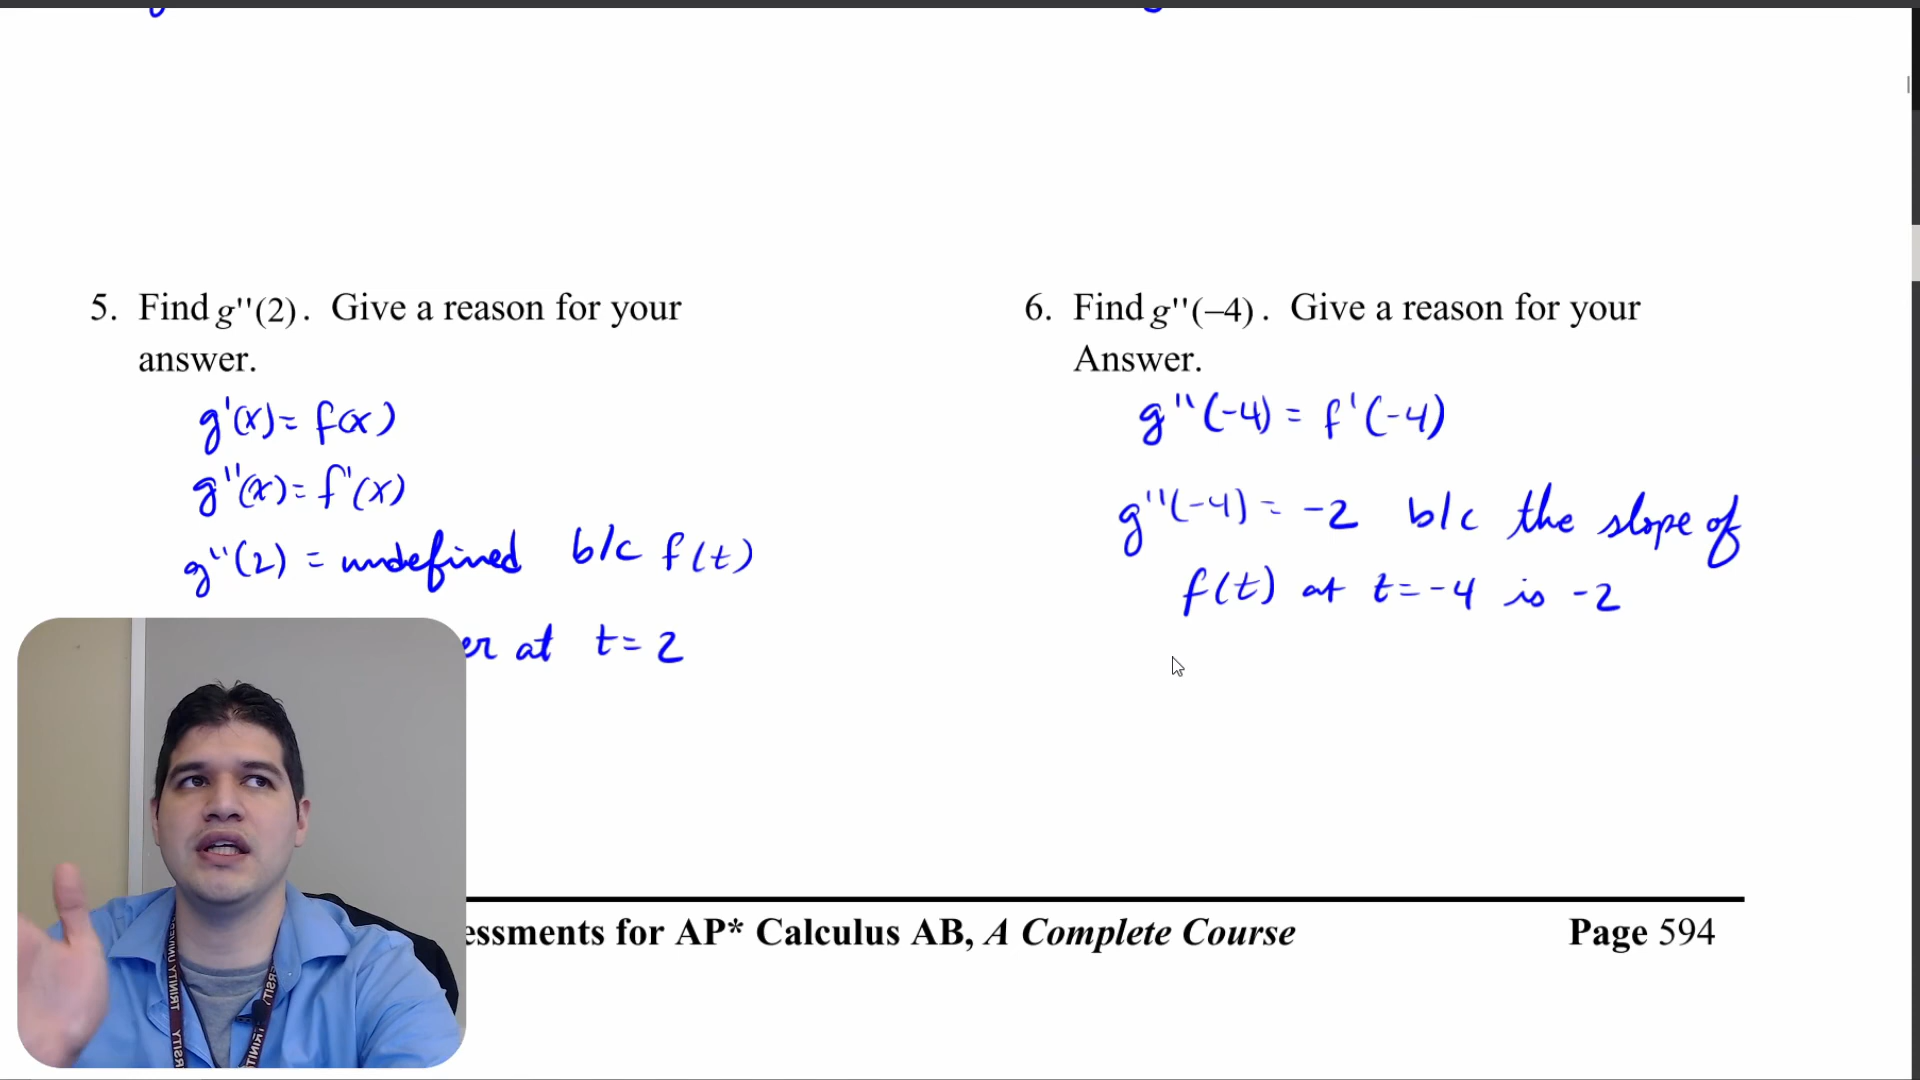 5. Find g''(2). Give a reason for your
answer.
g'(x)= f(x)
g''(x)= f'(x)
g''(2) = undefined b/c f(t)
er at t=2
6. Find g''(–4). Give a reason for your
Answer.
g''(-4) = f'(-4)
g''(-4) = -2 b/c the slope of
f(t) at t=-4 is -2
essments for AP* Calculus AB, A Complete Course
Page 594
TRINITY UNIVERSITY